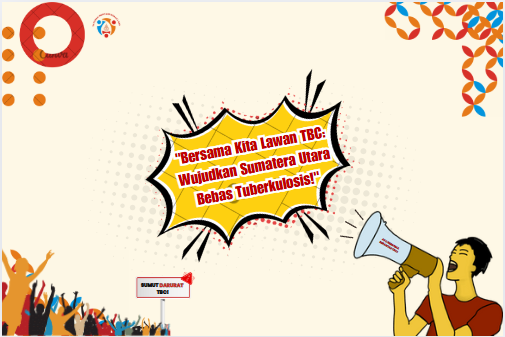 "Bersama Kita Lawan TBC:
Wujudkan Sumatera Utara
Bebas Tuberkulosis!"
SUMUT DARURAT
TBC!